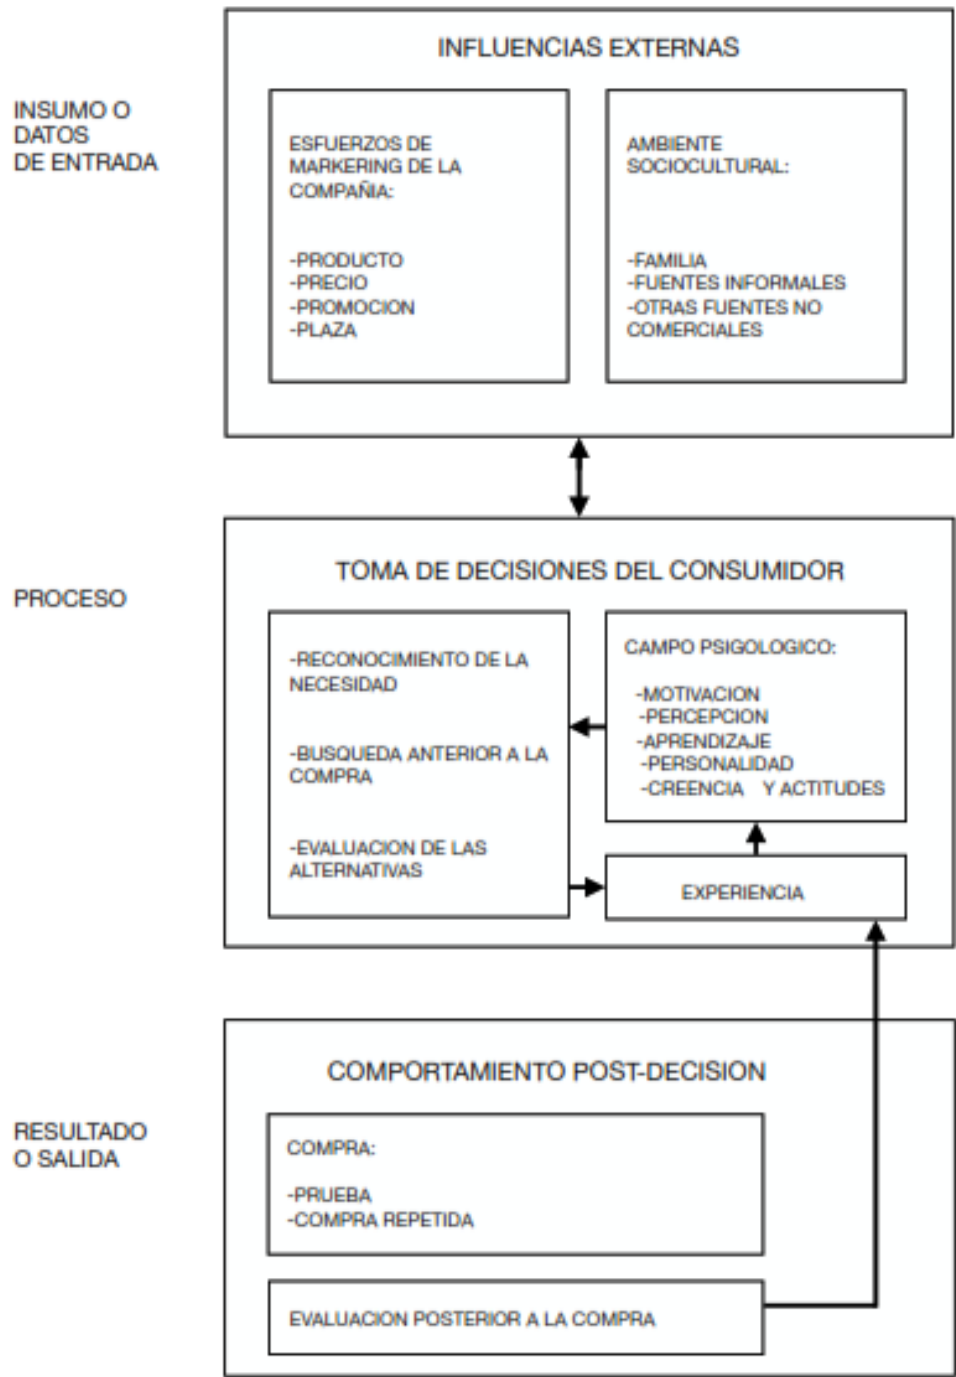 INFLUENCIAS EXTERNAS
INSUMO O
DATOS
DE ENTRADA
ESFUERZOS DE
MARKERING DE LA
COMPAÑIA:
-PRODUCTO
-PRECIO
-PROMOCION
-PLAZA
AMBIENTE
SOCIOCULTURAL:
-FAMILIA
-FUENTES INFORMALES
-OTRAS FUENTES NO
COMERCIALES
PROCESO
TOMA DE DECISIONES DEL CONSUMIDOR
-RECONOCIMIENTO DE LA
NECESIDAD
-BUSQUEDA ANTERIOR A LA
COMPRA
-EVALUACION DE LAS
ALTERNATIVAS
CAMPO PSIGOLOGICO:
-MOTIVACION
-PERCEPCION
-APRENDIZAJE
-PERSONALIDAD
-CREENCIA Y ACTITUDES
EXPERIENCIA
RESULTADO
O SALIDA
COMPORTAMIENTO POST-DECISION
COMPRA:
-PRUEBA
-COMPRA REPETIDA
EVALUACION POSTERIOR A LA COMPRA